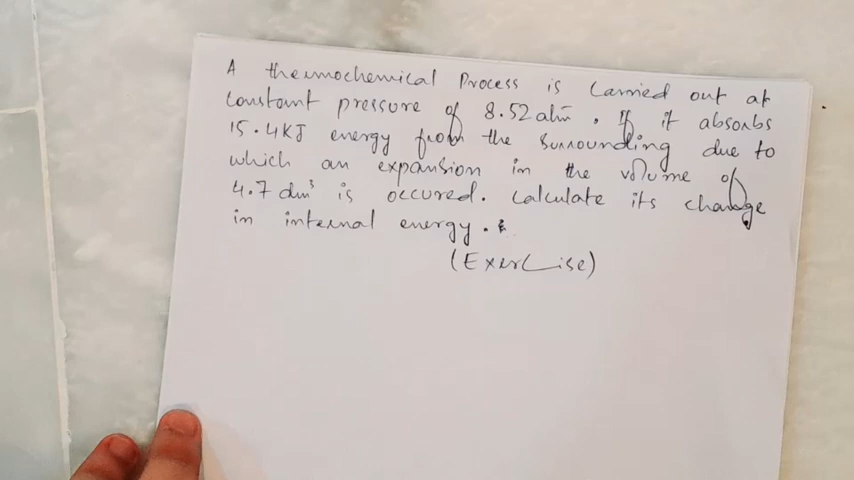 A thermochemical Process is Carried out at
Constant pressure of 8.52 atm . If it absorbs
15.4KJ energy from the surrounding due to
which an expansion in the volume of
4.7 dm³ is occured. Calculate its change
in internal energy.
(Exercise)